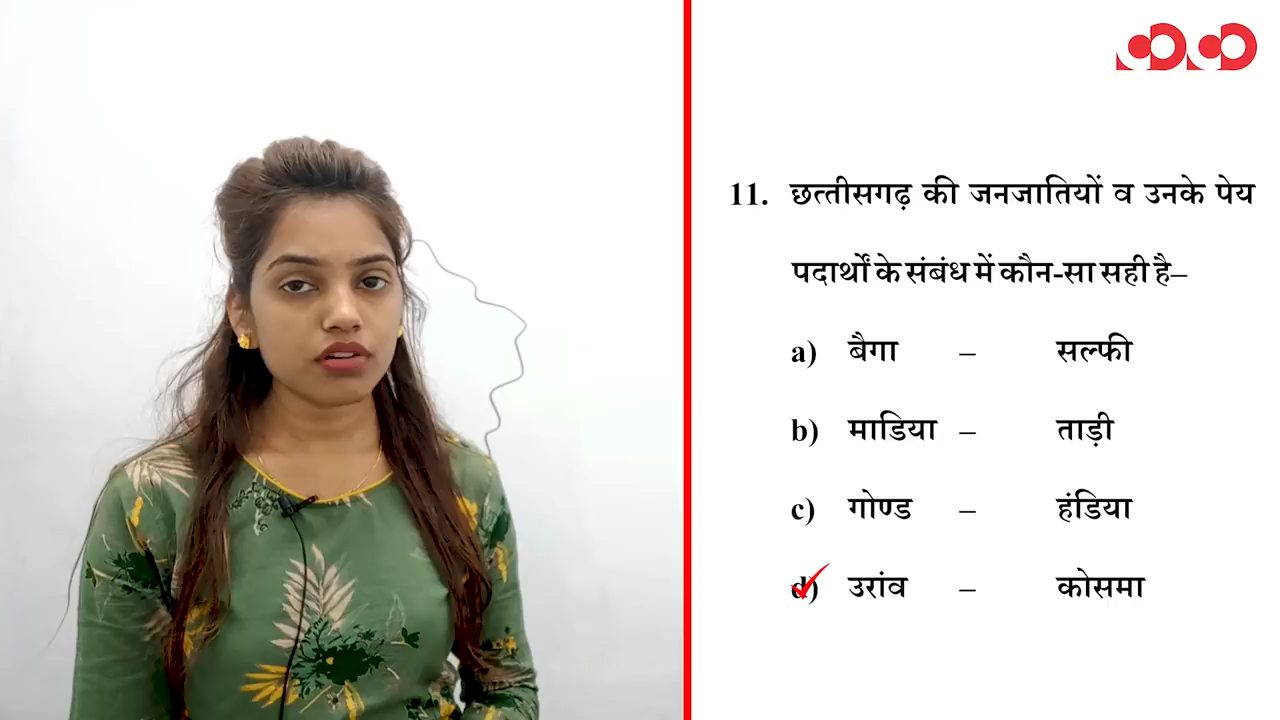 11. छत्तीसगढ़ की जनजातियों व उनके पेय
पदार्थों के संबंध में कौन-सा सही है–
a) बैगा – सल्फी
b) माडिया – ताड़ी
c) गोण्ड – हंडिया
d) उरांव – कोसमा